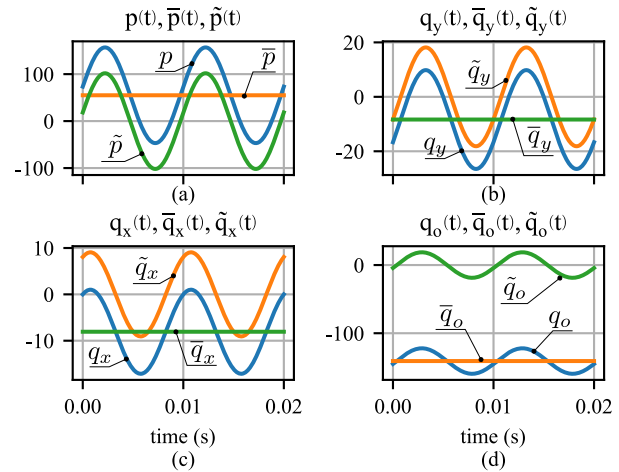 p(t), p̅(t), p̃(t)
100
0
-100
p
p̅
p̃
(a)
q_y(t), q̅_y(t), q̃_y(t)
20
0
-20
q̃_y
q_y
q̅_y
(b)
q_x(t), q̅_x(t), q̃_x(t)
10
0
-10
q̃_x
q_x
q̅_x
0.00
0.01
0.02
time (s)
(c)
q_o(t), q̅_o(t), q̃_o(t)
0
-100
q̃_o
q̅_o
q_o
0.00
0.01
0.02
time (s)
(d)